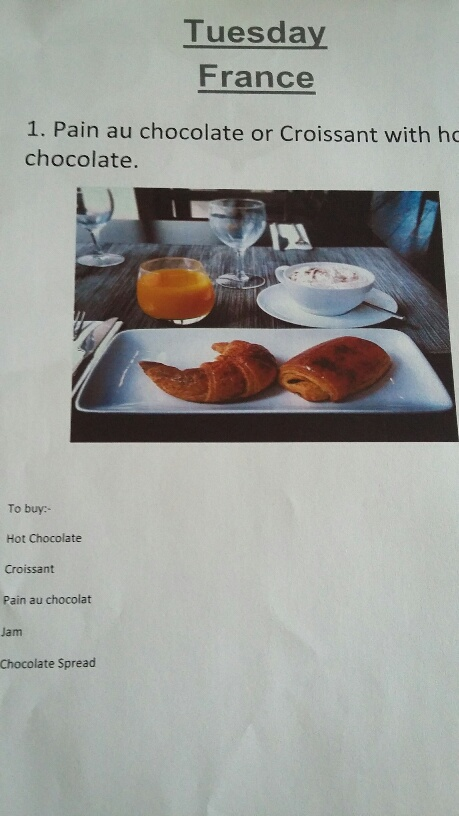 Tuesday
France
1. Pain au chocolate or Croissant with
chocolate.
To buy:-
Hot Chocolate
Croissant
Pain au chocolat
Jam
Chocolate Spread